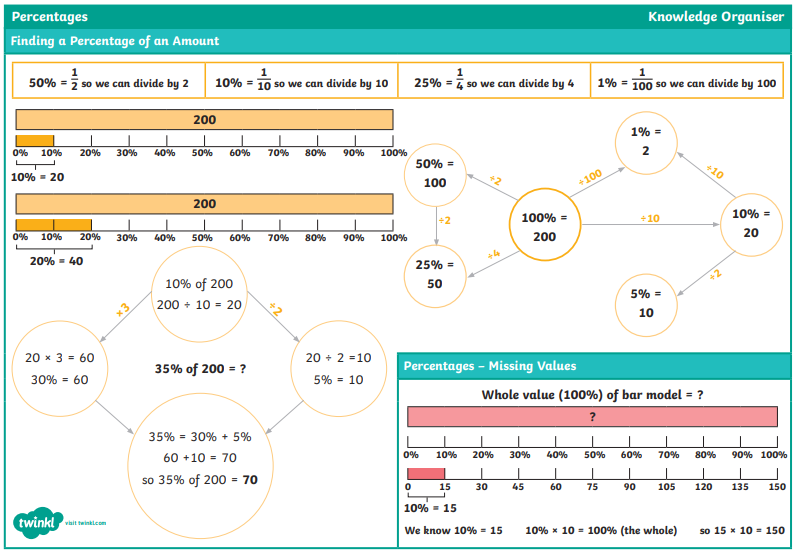 Percentages
Knowledge Organiser
Finding a Percentage of an Amount
50% = 1/2 so we can divide by 2
10% = 1/10 so we can divide by 10
25% = 1/4 so we can divide by 4
1% = 1/100 so we can divide by 100
200
0% 10% 20% 30% 40% 50% 60% 70% 80% 90% 100%
10% = 20
200
0% 10% 20% 30% 40% 50% 60% 70% 80% 90% 100%
20% = 40
50% =
100
÷2
÷2
25% =
50
÷4
100% =
200
÷100
1% =
2
÷10
÷10
10% =
20
÷2
5% =
10
10% of 200
200 ÷ 10 = 20
×3
÷2
20 × 3 = 60
30% = 60
35% of 200 = ?
20 ÷ 2 =10
5% = 10
35% = 30% + 5%
60 +10 = 70
so 35% of 200 = 70
Percentages – Missing Values
Whole value (100%) of bar model = ?
?
0% 10% 20% 30% 40% 50% 60% 70% 80% 90% 100%
0 15 30 45 60 75 90 105 120 135 150
10% = 15
We know 10% = 15
10% × 10 = 100% (the whole)
so 15 × 10 = 150
twinkl
visit twinkl.com